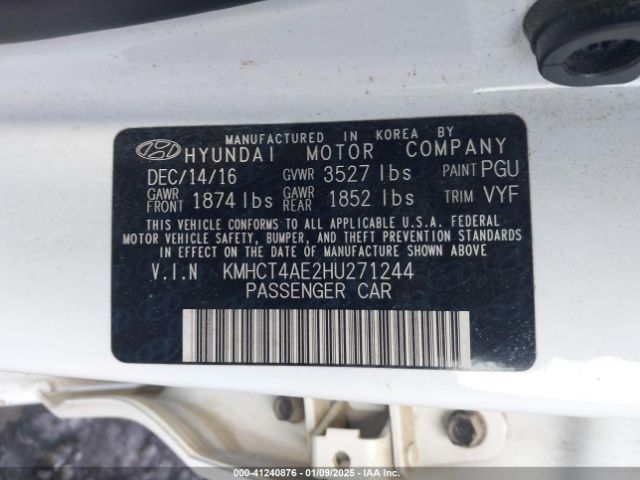 MANUFACTURED IN KOREA BY
HYUNDAI MOTOR COMPANY
DEC/14/16 GVWR 3527 lbs PAINT PGU
GAWR FRONT 1874 lbs GAWR REAR 1852 lbs TRIM VYF
THIS VEHICLE CONFORMS TO ALL APPLICABLE U.S.A. FEDERAL
MOTOR VEHICLE SAFETY, BUMPER, AND THEFT PREVENTION STANDARDS
IN EFFECT ON THE DATE OF MANUFACTURE SHOWN ABOVE
V.I.N KMHCT4AE2HU271244
PASSENGER CAR
KMHCT4AE2HU271244 - 41240876 - 01/09/2025 - IAA Inc.